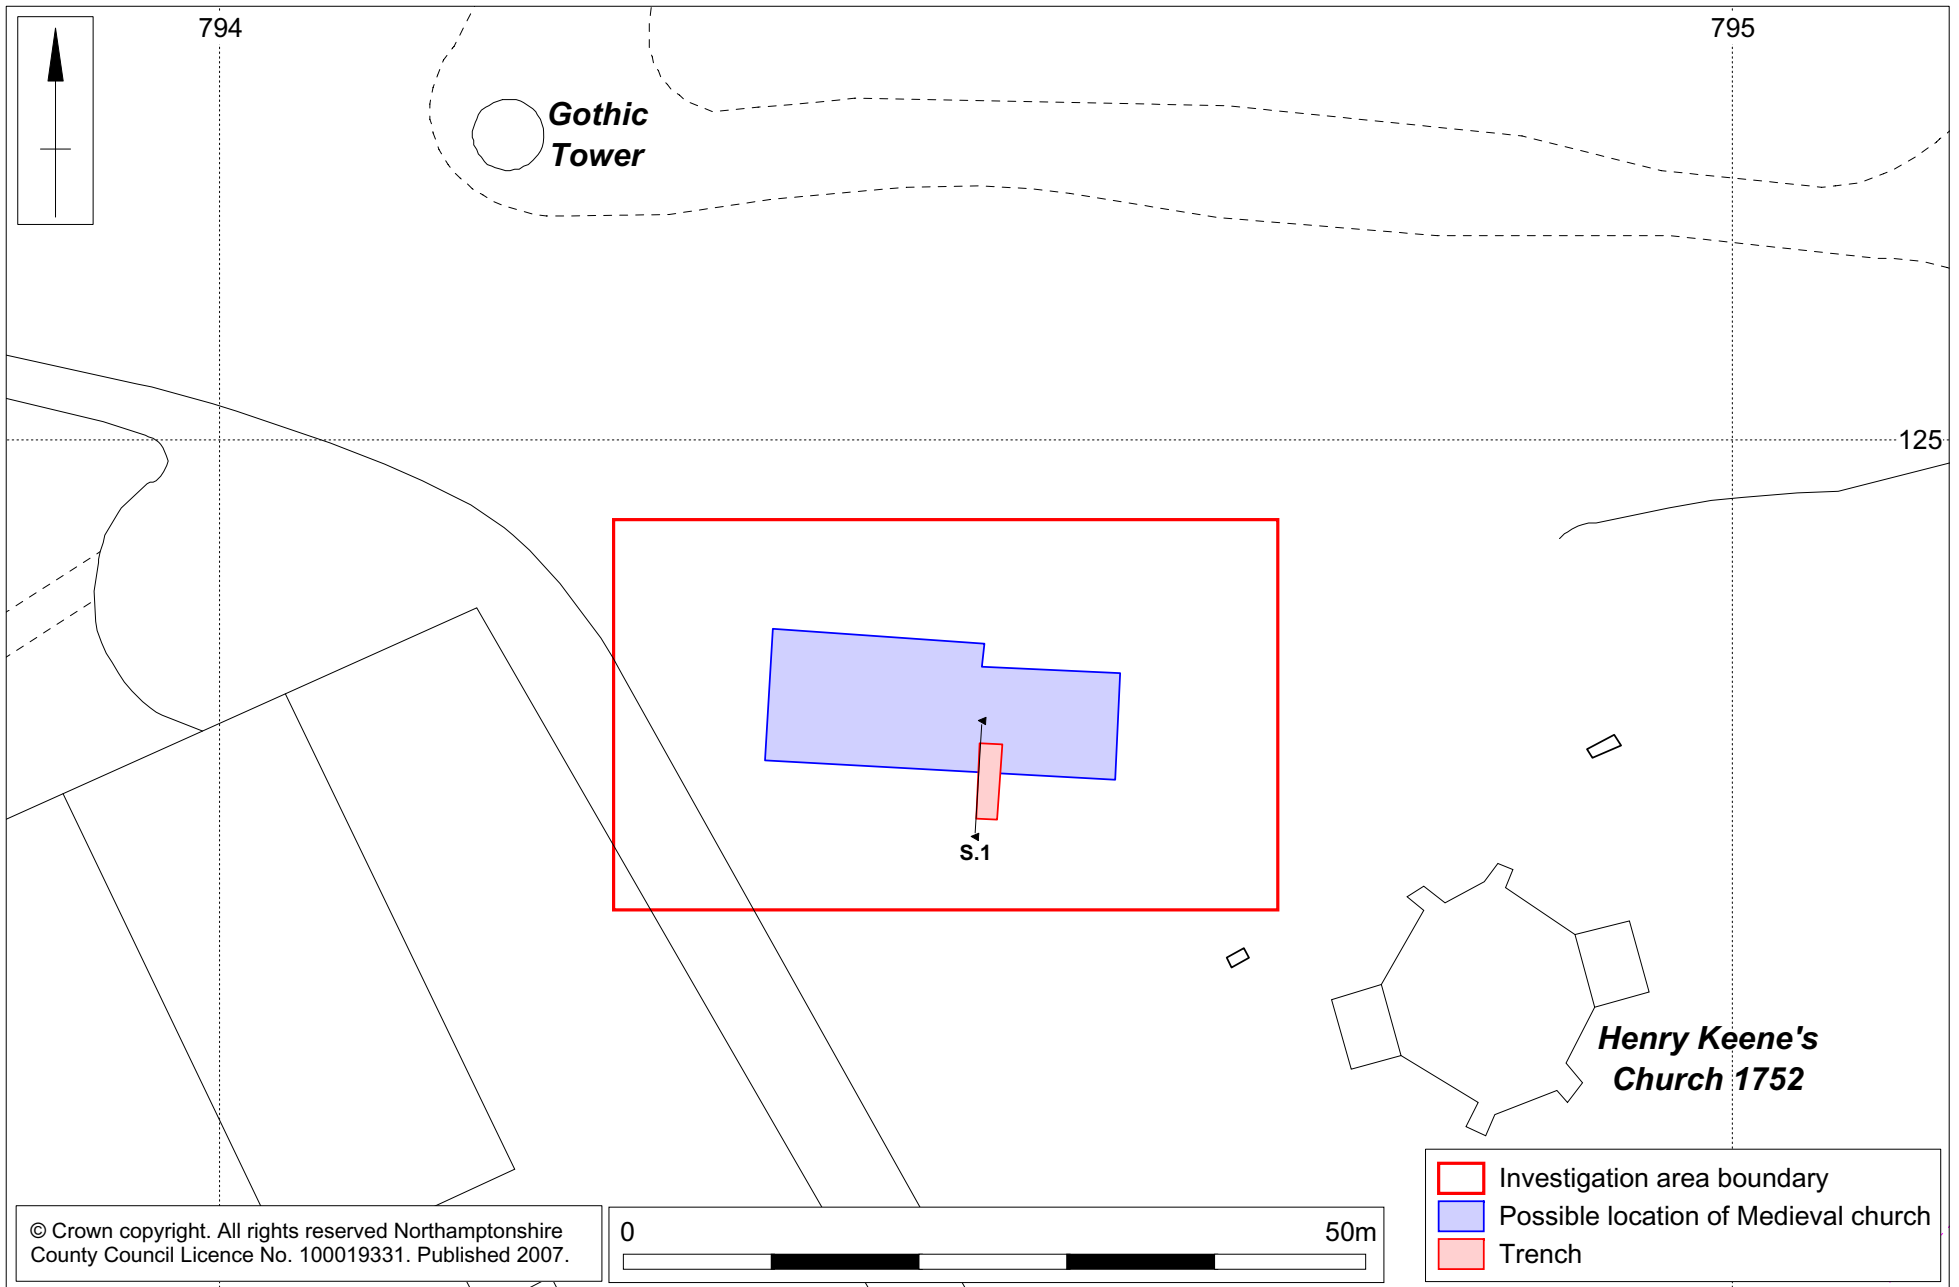 794
795
Gothic
Tower
125
S.1
Henry Keene's
Church 1752
Investigation area boundary
Possible location of Medieval church
Trench
© Crown copyright. All rights reserved Northamptonshire
County Council Licence No. 100019331. Published 2007.
0 50m